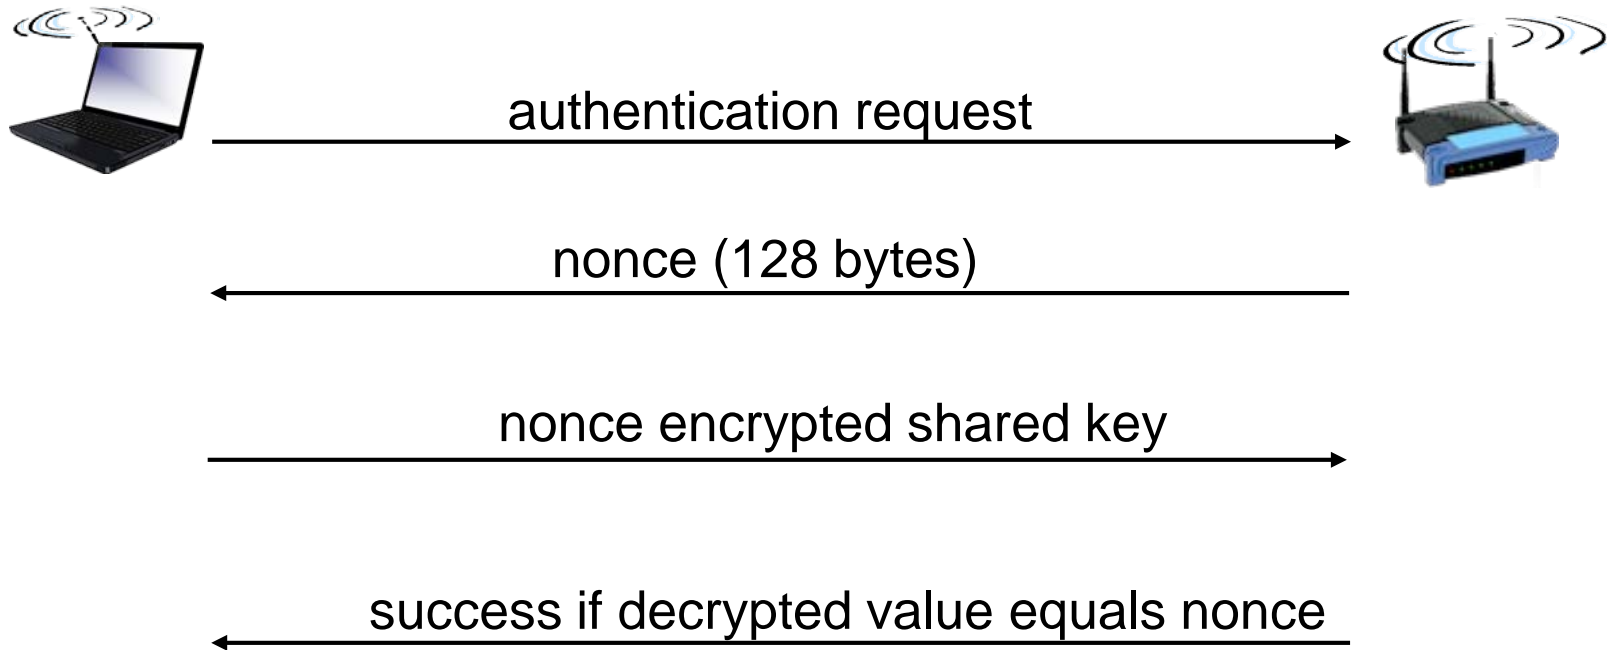 authentication request
nonce (128 bytes)
nonce encrypted shared key
success if decrypted value equals nonce